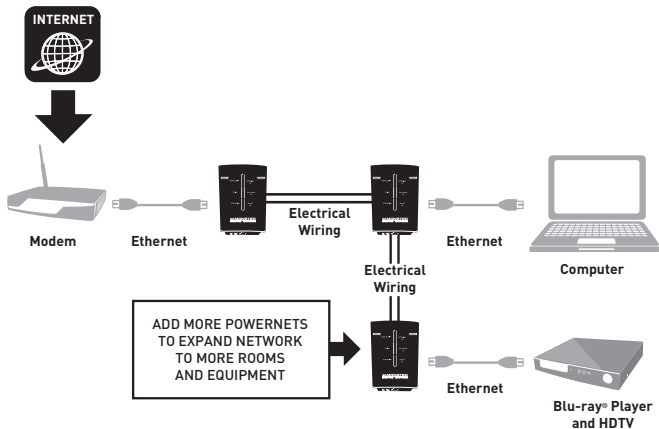 INTERNET
Modem
Ethernet
Electrical
Wiring
Ethernet
Computer
Electrical
Wiring
ADD MORE POWERNETS
TO EXPAND NETWORK
TO MORE ROOMS
AND EQUIPMENT
Ethernet
Blu-ray® Player
and HDTV